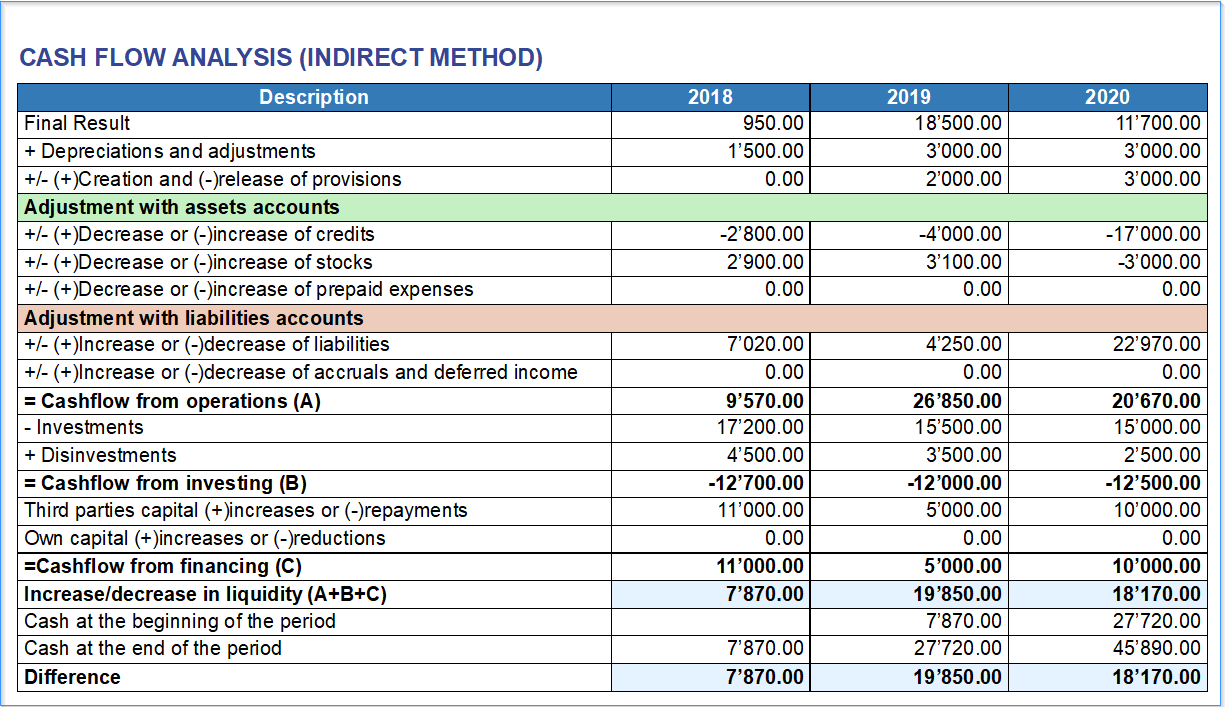 CASH FLOW ANALYSIS (INDIRECT METHOD)
Description 2018 2019 2020
Final Result 950.00 18’500.00 11’700.00
+ Depreciations and adjustments 1’500.00 3’000.00 3’000.00
+/- (+)Creation and (-)release of provisions 0.00 2’000.00 3’000.00
Adjustment with assets accounts
+/- (+)Decrease or (-)increase of credits -2’800.00 -4’000.00 -17’000.00
+/- (+)Decrease or (-)increase of stocks 2’900.00 3’100.00 -3’000.00
+/- (+)Decrease or (-)increase of prepaid expenses 0.00 0.00 0.00
Adjustment with liabilities accounts
+/- (+)Increase or (-)decrease of liabilities 7’020.00 4’250.00 22’970.00
+/- (+)Increase or (-)decrease of accruals and deferred income 0.00 0.00 0.00
= Cashflow from operations (A) 9’570.00 26’850.00 20’670.00
- Investments 17’200.00 15’500.00 15’000.00
+ Disinvestments 4’500.00 3’500.00 2’500.00
= Cashflow from investing (B) -12’700.00 -12’000.00 -12’500.00
Third parties capital (+)increases or (-)repayments 11’000.00 5’000.00 10’000.00
Own capital (+)increases or (-)reductions 0.00 0.00 0.00
=Cashflow from financing (C) 11’000.00 5’000.00 10’000.00
Increase/decrease in liquidity (A+B+C) 7’870.00 19’850.00 18’170.00
Cash at the beginning of the period 7’870.00 27’720.00
Cash at the end of the period 7’870.00 27’720.00 45’890.00
Difference 7’870.00 19’850.00 18’170.00